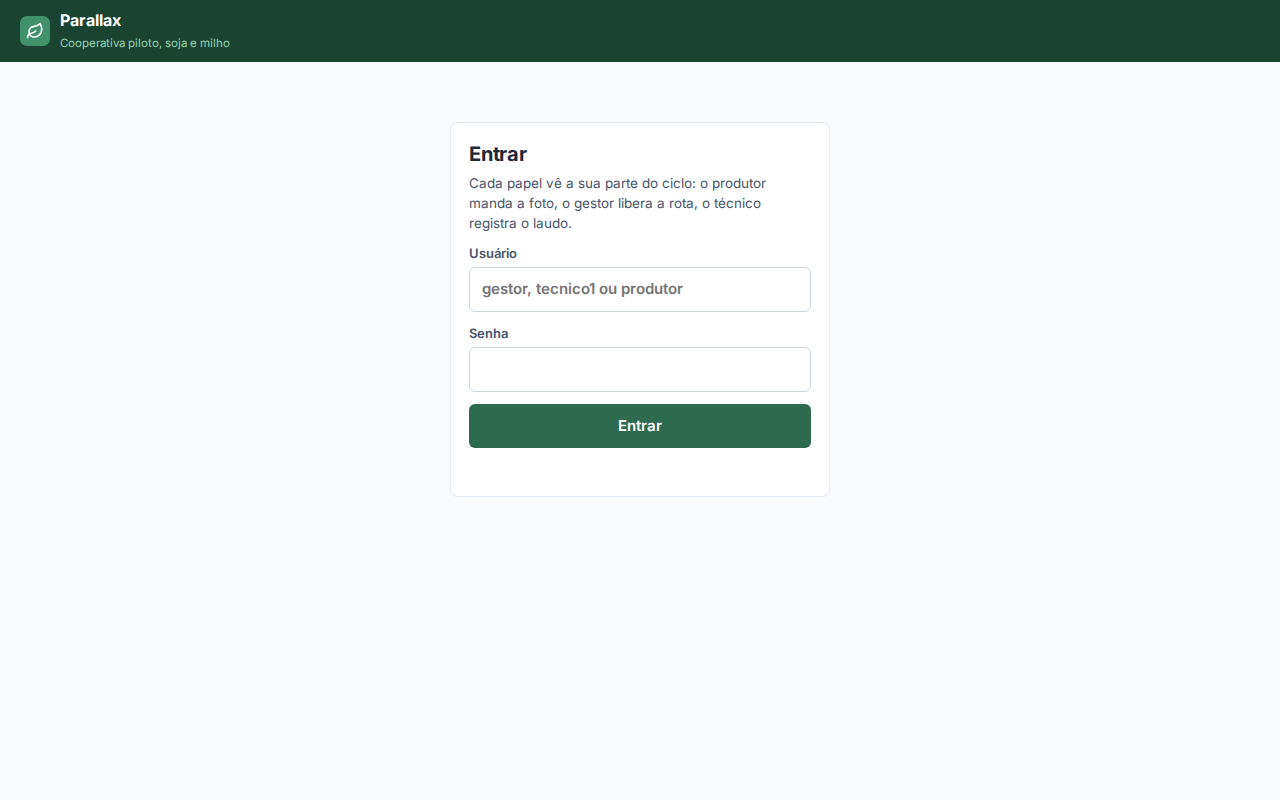 Parallax
Cooperativa piloto, soja e milho
Entrar
Cada papel vê a sua parte do ciclo: o produtor
manda a foto, o gestor libera a rota, o técnico
registra o laudo.
Usuário
gestor, tecnico1 ou produtor
Senha
Entrar